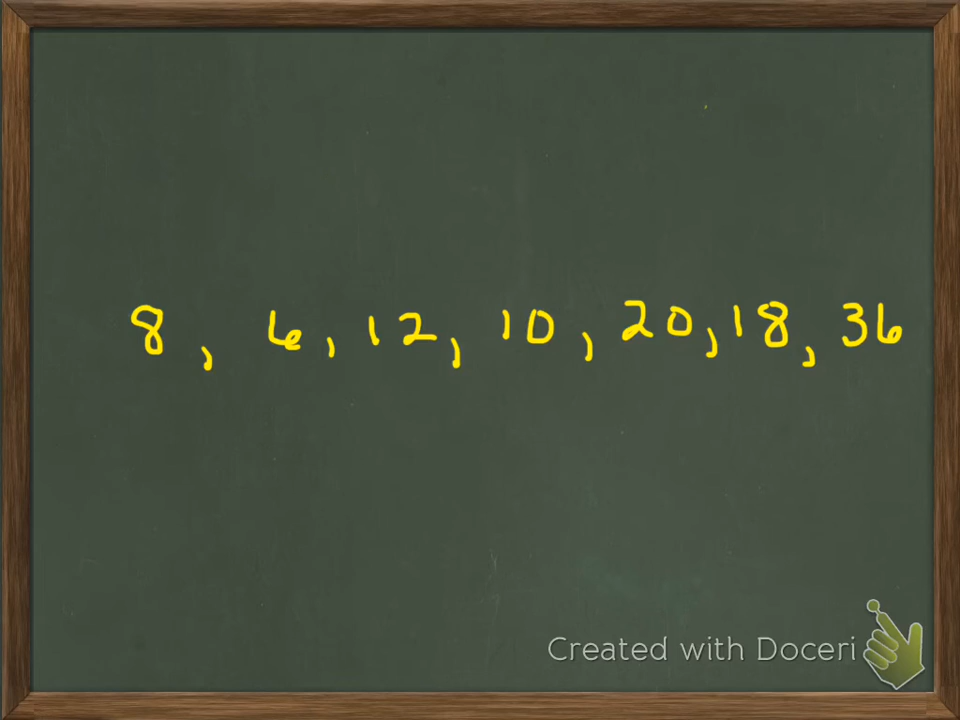 8, 6, 12, 10, 20, 18, 36
Created with Doceri